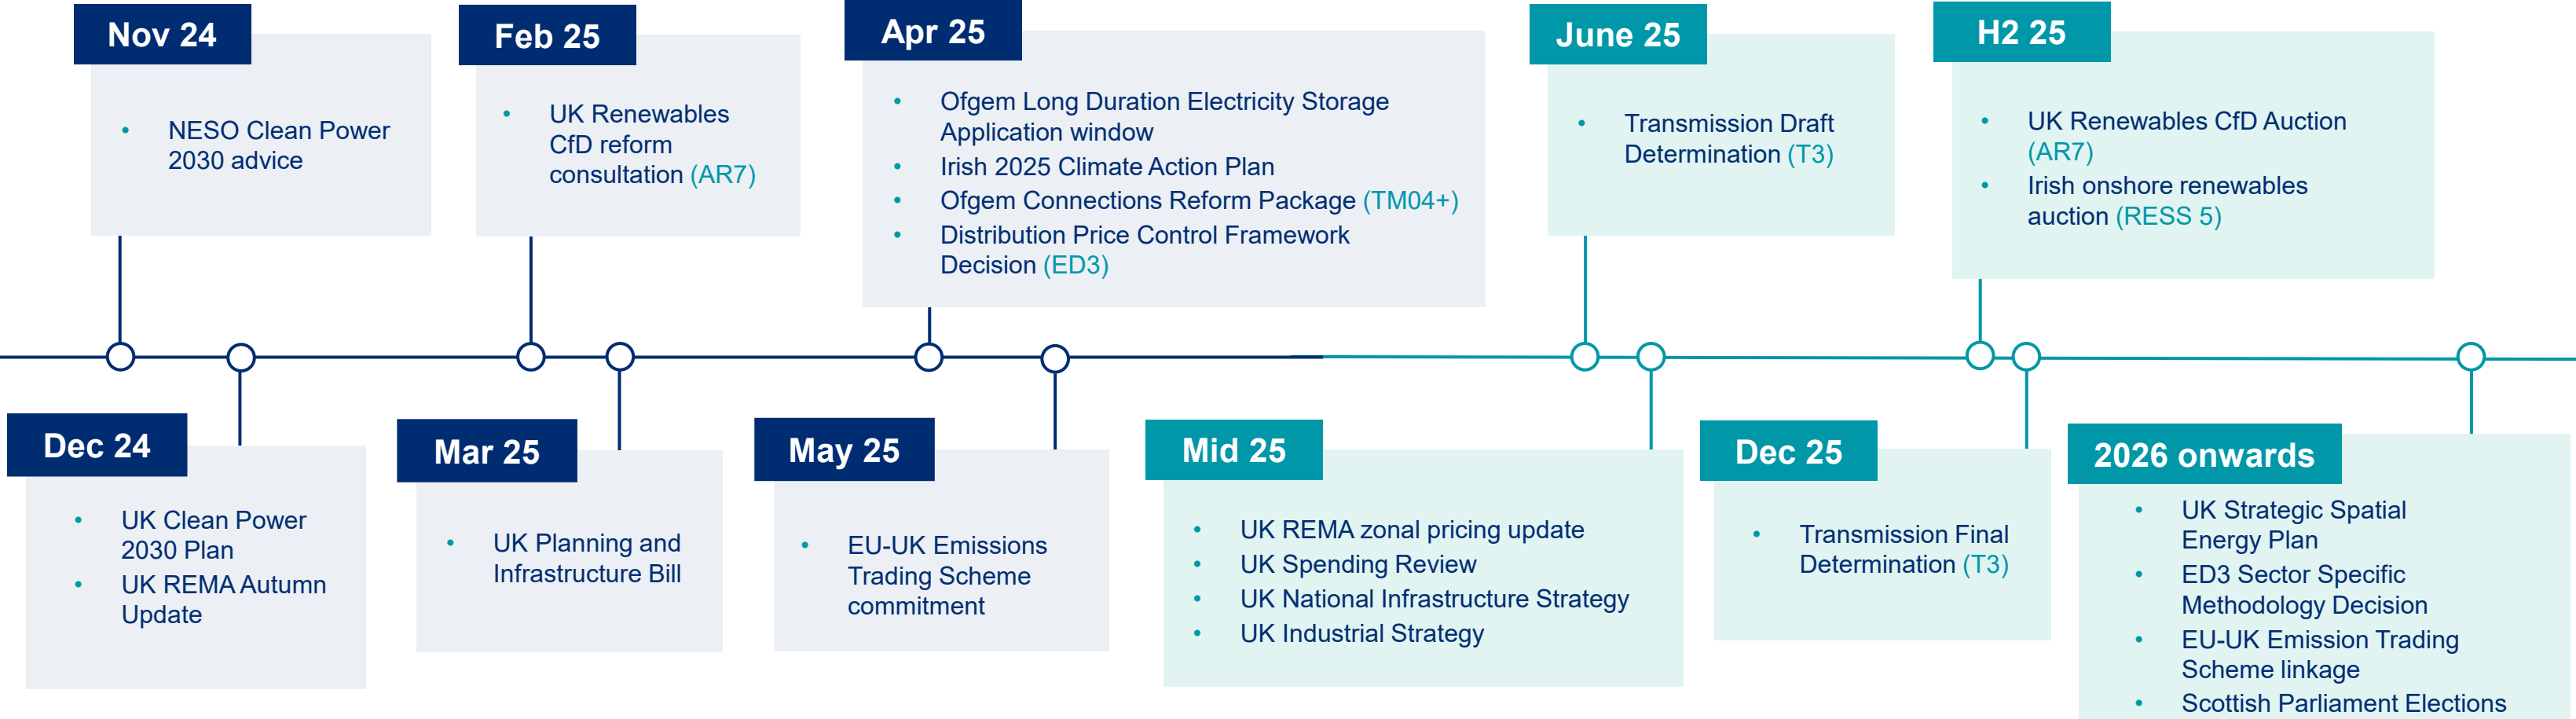 Nov 24
• NESO Clean Power
2030 advice
Feb 25
• UK Renewables
CfD reform
consultation (AR7)
Apr 25
• Ofgem Long Duration Electricity Storage
Application window
• Irish 2025 Climate Action Plan
• Ofgem Connections Reform Package (TM04+)
• Distribution Price Control Framework
Decision (ED3)
June 25
• Transmission Draft
Determination (T3)
H2 25
• UK Renewables CfD Auction
(AR7)
• Irish onshore renewables
auction (RESS 5)
Dec 24
• UK Clean Power
2030 Plan
• UK REMA Autumn
Update
Mar 25
• UK Planning and
Infrastructure Bill
May 25
• EU-UK Emissions
Trading Scheme
commitment
Mid 25
• UK REMA zonal pricing update
• UK Spending Review
• UK National Infrastructure Strategy
• UK Industrial Strategy
Dec 25
• Transmission Final
Determination (T3)
2026 onwards
• UK Strategic Spatial
Energy Plan
• ED3 Sector Specific
Methodology Decision
• EU-UK Emission Trading
Scheme linkage
• Scottish Parliament Elections